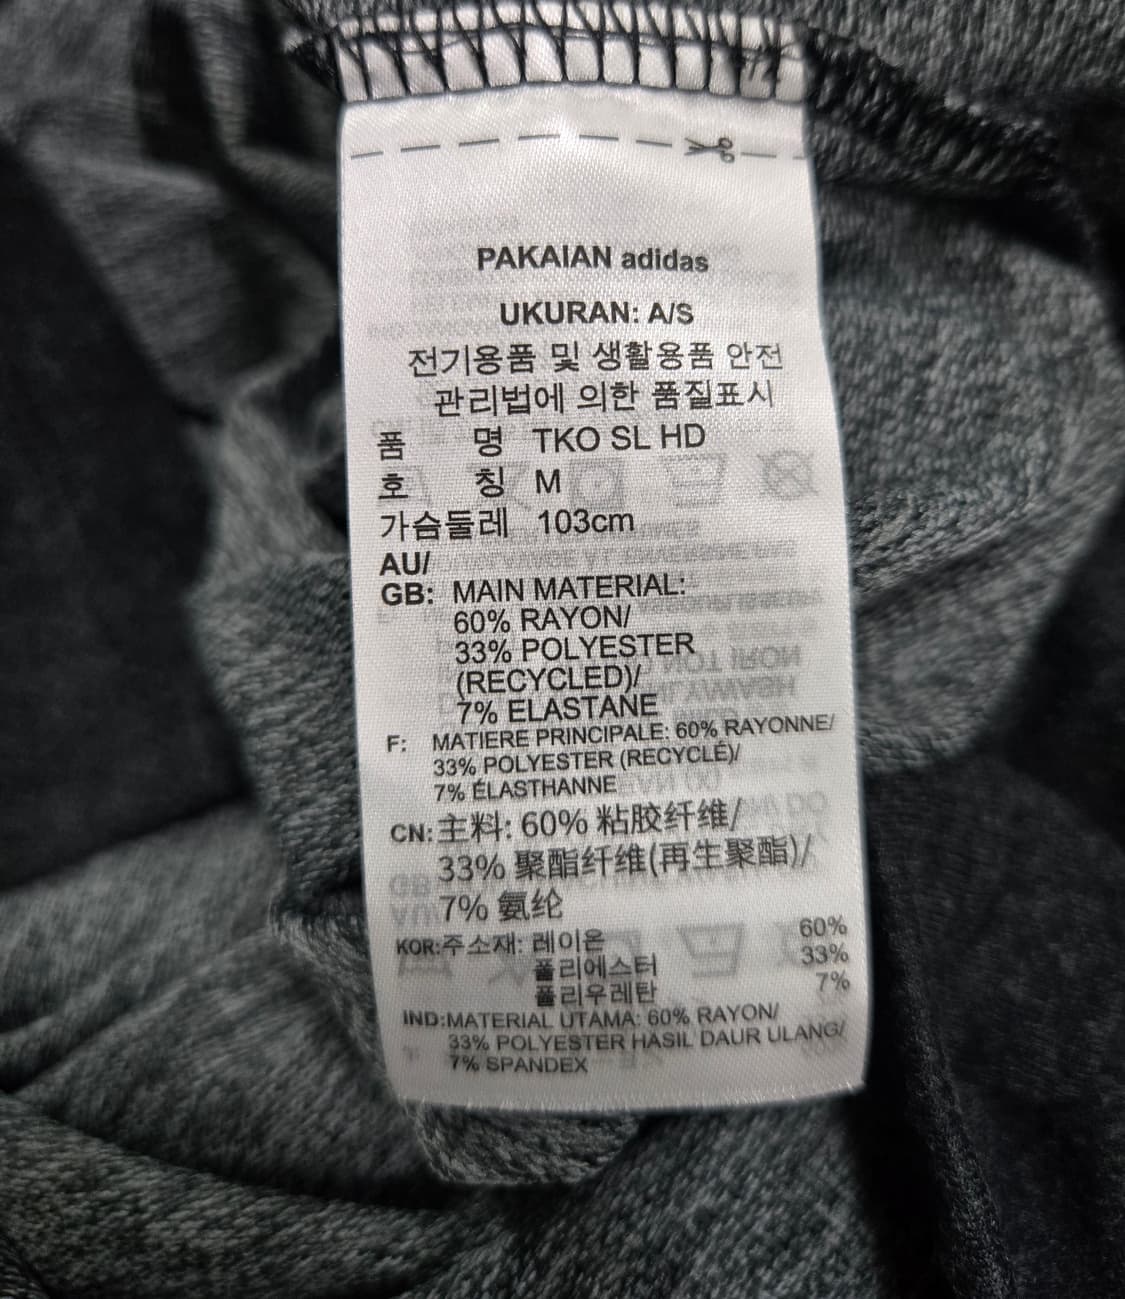 PAKAIAN adidas
UKURAN: A/S
전기용품 및 생활용품 안전
관리법에 의한 품질표시
품 명 TKO SL HD
호 칭 M
가슴둘레 103cm
AU/
GB: MAIN MATERIAL:
60% RAYON/
33% POLYESTER
(RECYCLED)/
7% ELASTANE
F: MATIERE PRINCIPALE: 60% RAYONNE/
33% POLYESTER (RECYCLÉ)/
7% ÉLASTHANNE
CN: 主料: 60% 粘胶纤维/
33% 聚酯纤维(再生聚酯)/
7% 氨纶
KOR: 주소재: 레이온 60%
폴리에스터 33%
폴리우레탄 7%
IND: MATERIAL UTAMA: 60% RAYON/
33% POLYESTER HASIL DAUR ULANG/
7% SPANDEX